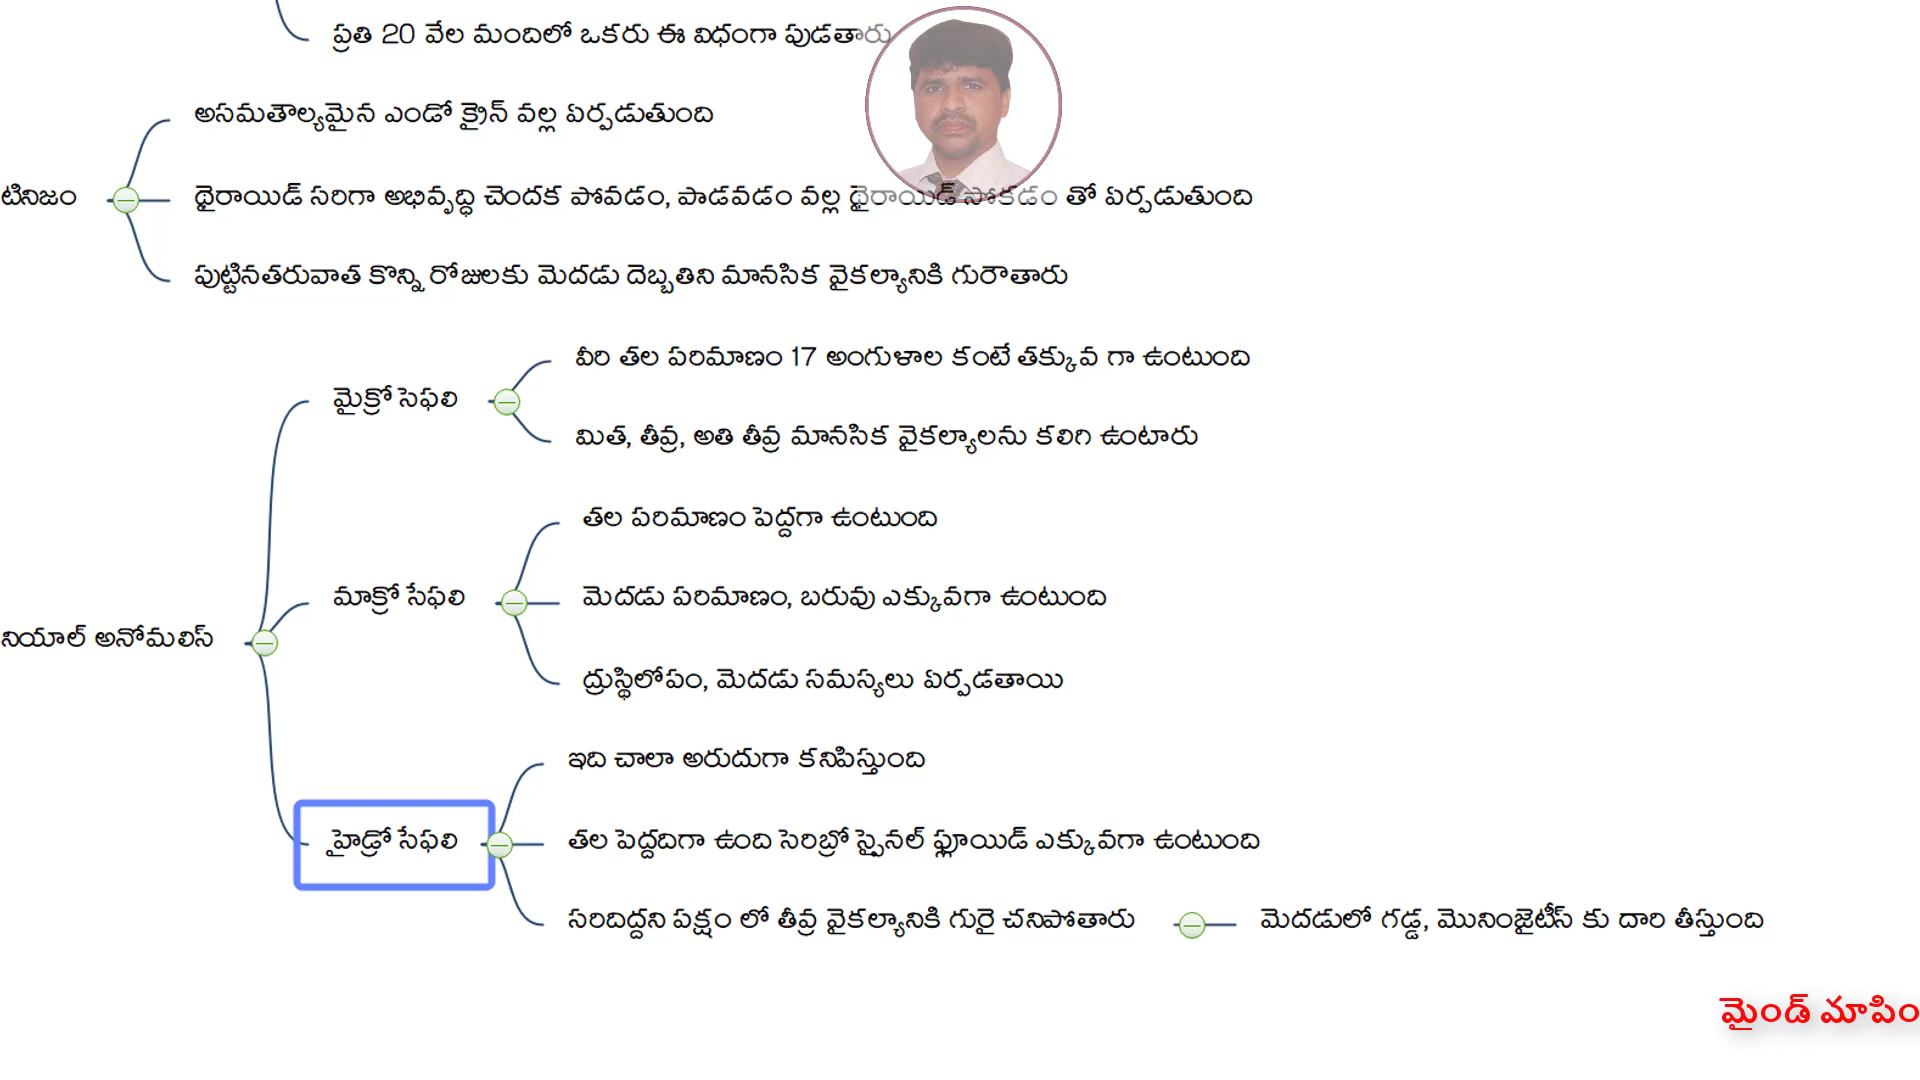 ప్రతి 20 వేల మందిలో ఒకరు ఈ విధంగా పుడతారు
అసమతౌల్యమైన ఎండో క్రైన్ వల్ల ఏర్పడుతుంది
టినిజం
థైరాయిడ్ సరిగా అభివృద్ధి చెందక పోవడం, పాడవడం వల్ల థైరాయిడ్ సోకడం తో ఏర్పడుతుంది
పుట్టినతరువాత కొన్ని రోజులకు మెదడు దెబ్బతిని మానసిక వైకల్యానికి గురౌతారు
వీరి తల పరిమాణం 17 అంగుళాల కంటే తక్కువ గా ఉంటుంది
మైక్రో సెఫలి
మిత, తీవ్ర, అతి తీవ్ర మానసిక వైకల్యాలను కలిగి ఉంటారు
తల పరిమాణం పెద్దగా ఉంటుంది
మాక్రో సేఫలి
మెదడు పరిమాణం, బరువు ఎక్కువగా ఉంటుంది
నియాల్ అనోమలిస్
ద్రుస్థిలోపం, మెదడు సమస్యలు ఏర్పడతాయి
ఇది చాలా అరుదుగా కనిపిస్తుంది
హైడ్రో సేఫలి
తల పెద్దదిగా ఉంది సెరిబ్రో స్పైనల్ ఫ్లూయిడ్ ఎక్కువగా ఉంటుంది
సరిదిద్దని పక్షం లో తీవ్ర వైకల్యానికి గురై చనిపోతారు
మెదడులో గడ్డ, మొనింజైటీస్ కు దారి తీస్తుంది
మైండ్ మాపిం